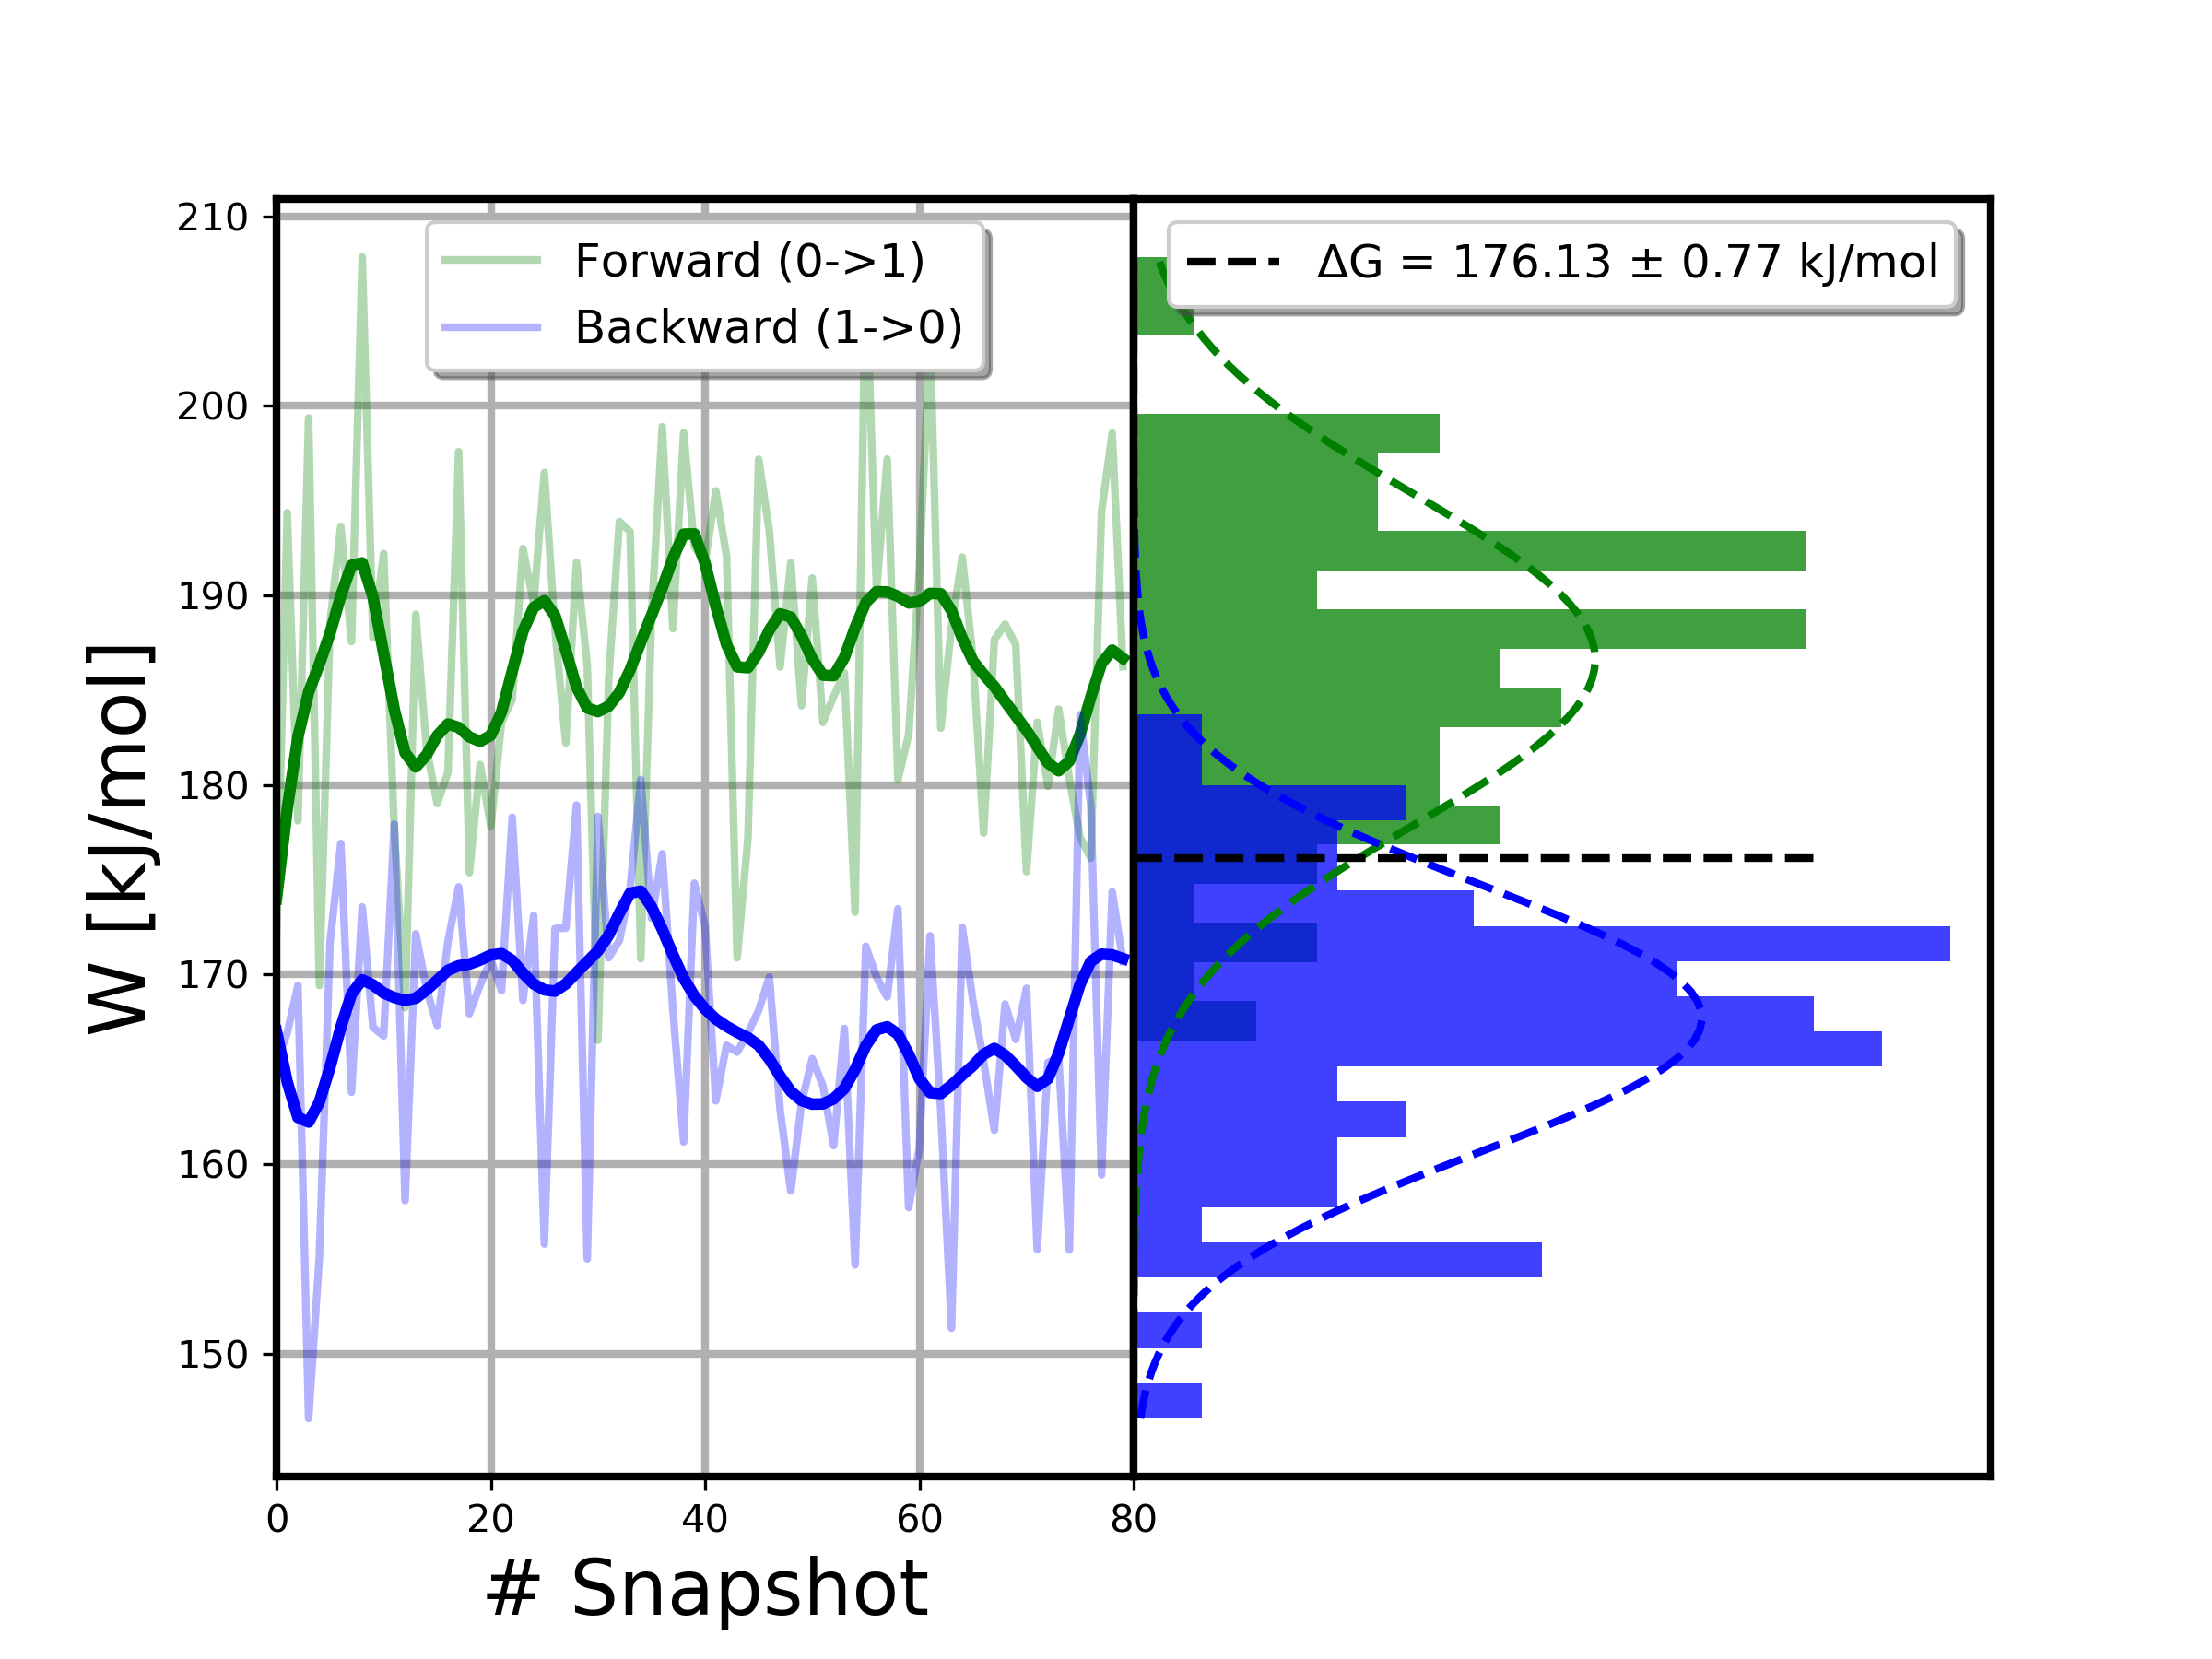 210
200
190
180
170
160
150
W [kJ/mol]
Forward (0->1)
Backward (1->0)
ΔG = 176.13 ± 0.77 kJ/mol
0 20 40 60 80
# Snapshot